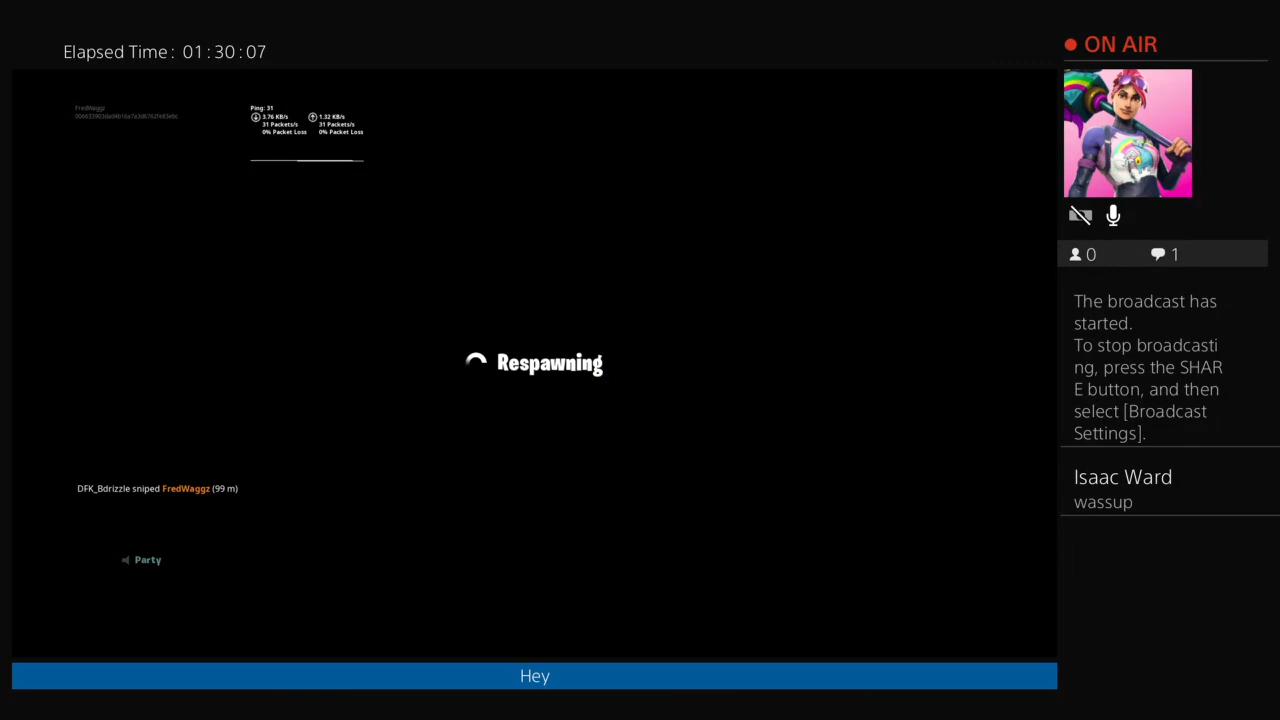 Elapsed Time: 01:30:07
ON AIR
FredWaggz
Ping: 31
3.76 KB/s 1.32 KB/s
31 Packets/s 31 Packets/s
0% Packet Loss 0% Packet Loss
0 1
The broadcast has
started.
To stop broadcasti
ng, press the SHAR
E button, and then
select [Broadcast
Settings].
Respawning
Isaac Ward
wassup
DFK_Bdrizzle sniped FredWaggz (99 m)
Party
Hey